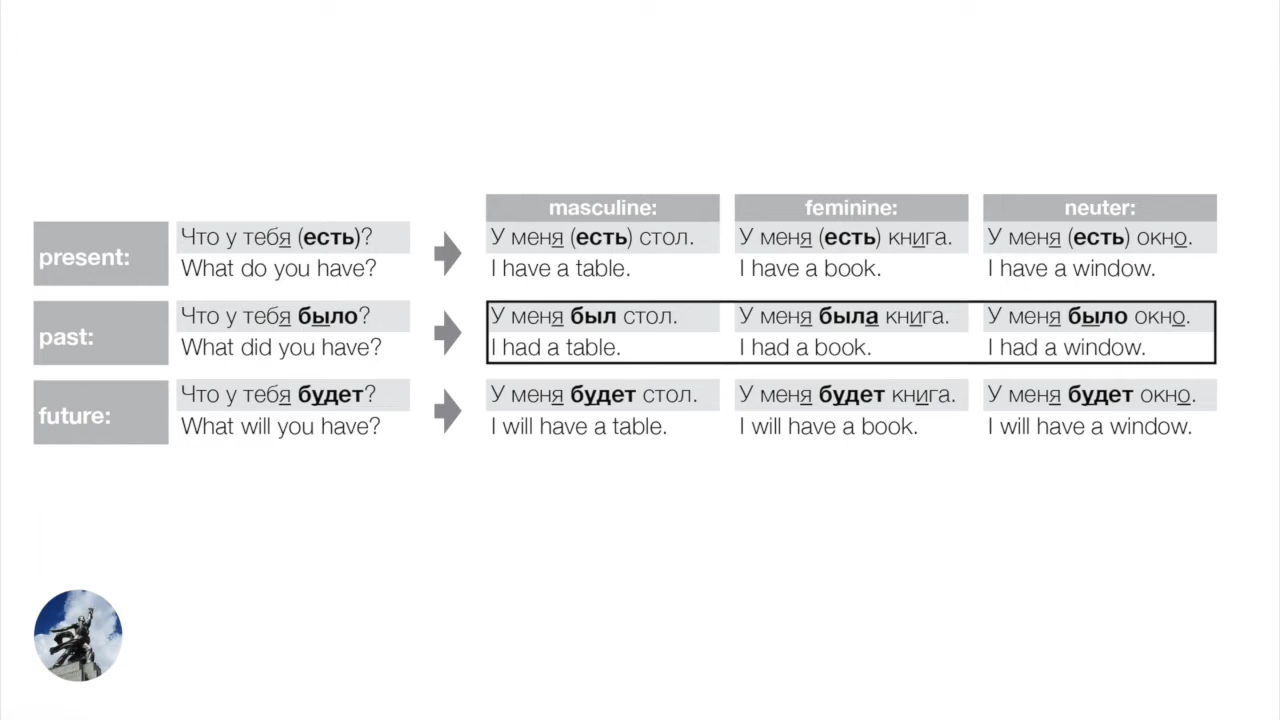 masculine: feminine: neuter:
present: Что у тебя (есть)? У меня (есть) стол. У меня (есть) книга. У меня (есть) окно.
What do you have? I have a table. I have a book. I have a window.
past: Что у тебя было? У меня был стол. У меня была книга. У меня было окно.
What did you have? I had a table. I had a book. I had a window.
future: Что у тебя будет? У меня будет стол. У меня будет книга. У меня будет окно.
What will you have? I will have a table. I will have a book. I will have a window.